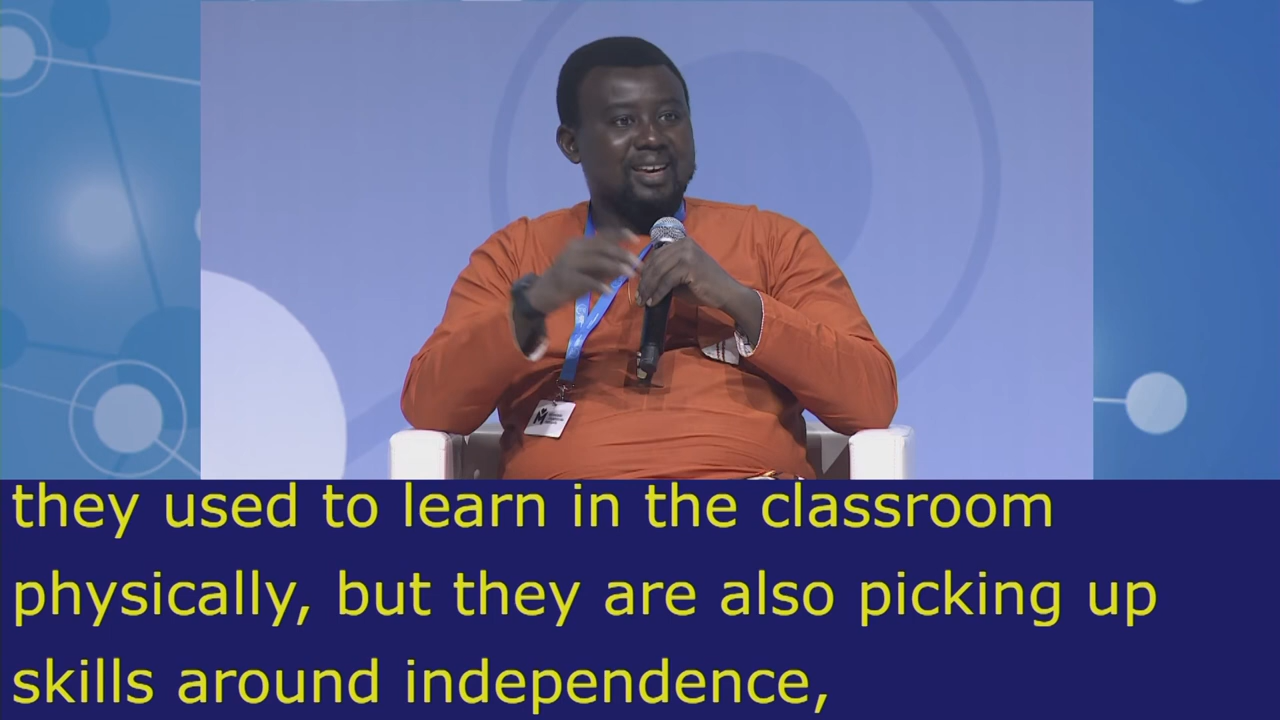 they used to learn in the classroom
physically, but they are also picking up
skills around independence,